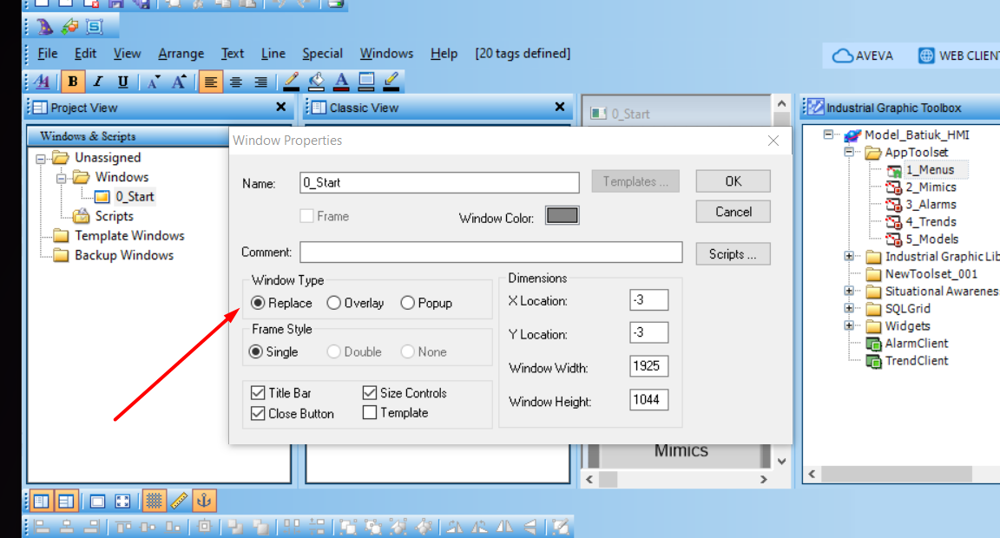 File Edit View Arrange Text Line Special Windows Help [20 tags defined]
AVEVA WEB CLIENT
B I U A A A
Project View
Classic View
0_Start
Industrial Graphic Toolbox
Windows & Scripts
Unassigned
Windows
0_Start
Scripts
Template Windows
Backup Windows
Window Properties
Name: 0_Start Templates ... OK
Frame Window Color: Cancel
Comment: Scripts ...
Window Type
Replace Overlay Popup
Frame Style
Single Double None
Title Bar Size Controls
Close Button Template
Dimensions
X Location: -3
Y Location: -3
Window Width: 1925
Window Height: 1044
Mimics
Model_Batiuk_HMI
AppToolset
1_Menus
2_Mimics
3_Alarms
4_Trends
5_Models
Industrial Graphic Lib
NewToolset_001
Situational Awareness
SQLGrid
Widgets
AlarmClient
TrendClient